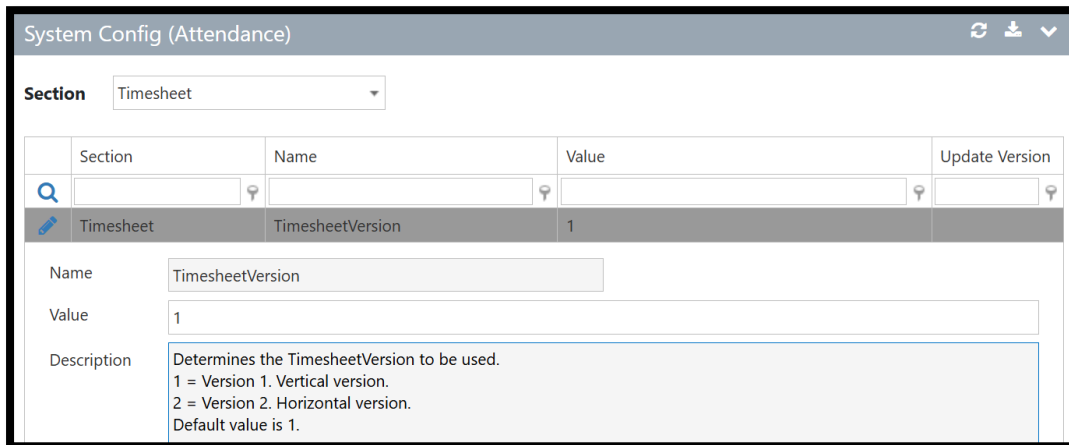 System Config (Attendance)
Section Timesheet
Section Name Value Update Version
Timesheet TimesheetVersion 1
Name TimesheetVersion
Value 1
Description Determines the TimesheetVersion to be used.
1 = Version 1. Vertical version.
2 = Version 2. Horizontal version.
Default value is 1.